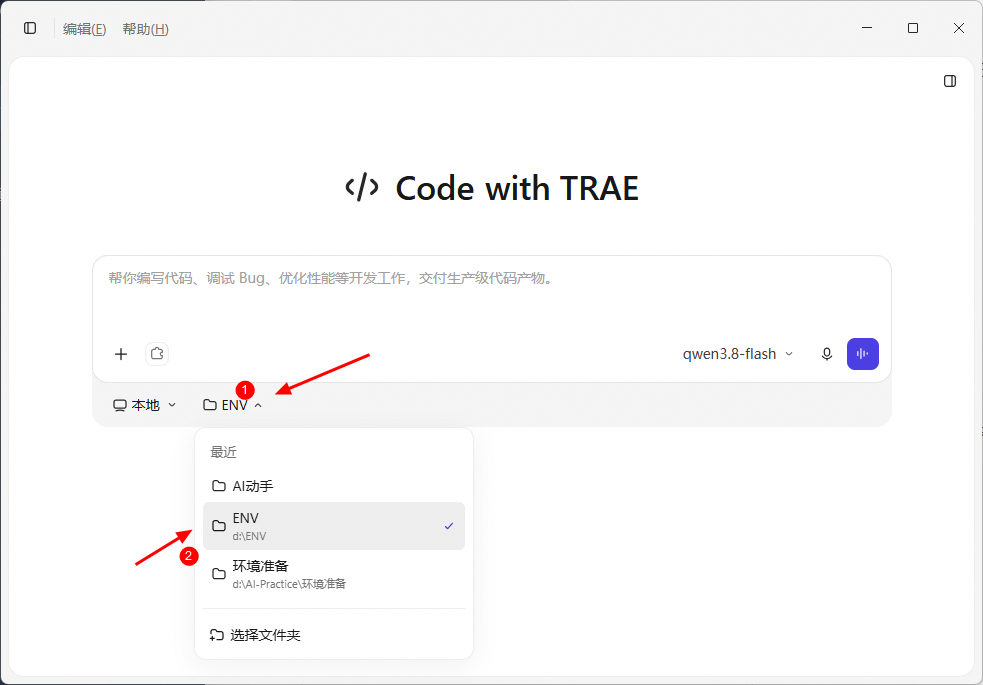 编辑(E) 帮助(H)
Code with TRAE
帮你编写代码、调试 Bug、优化性能等开发工作，交付生产级代码产物。
qwen3.8-flash
1
本地 ENV
最近
AI动手
ENV
d:\ENV
2
环境准备
d:\AI-Practice\环境准备
选择文件夹